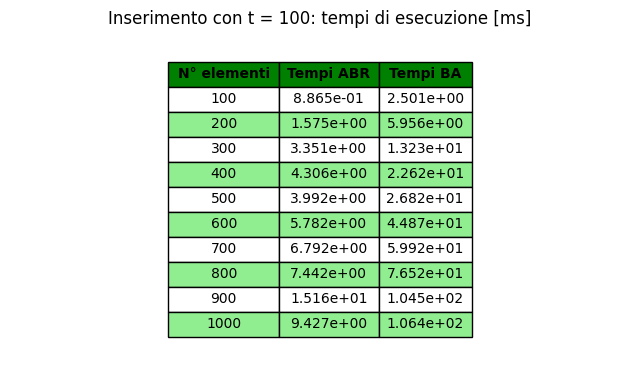 Inserimento con t = 100: tempi di esecuzione [ms]
N° elementi Tempi ABR Tempi BA
100 8.865e-01 2.501e+00
200 1.575e+00 5.956e+00
300 3.351e+00 1.323e+01
400 4.306e+00 2.262e+01
500 3.992e+00 2.682e+01
600 5.782e+00 4.487e+01
700 6.792e+00 5.992e+01
800 7.442e+00 7.652e+01
900 1.516e+01 1.045e+02
1000 9.427e+00 1.064e+02